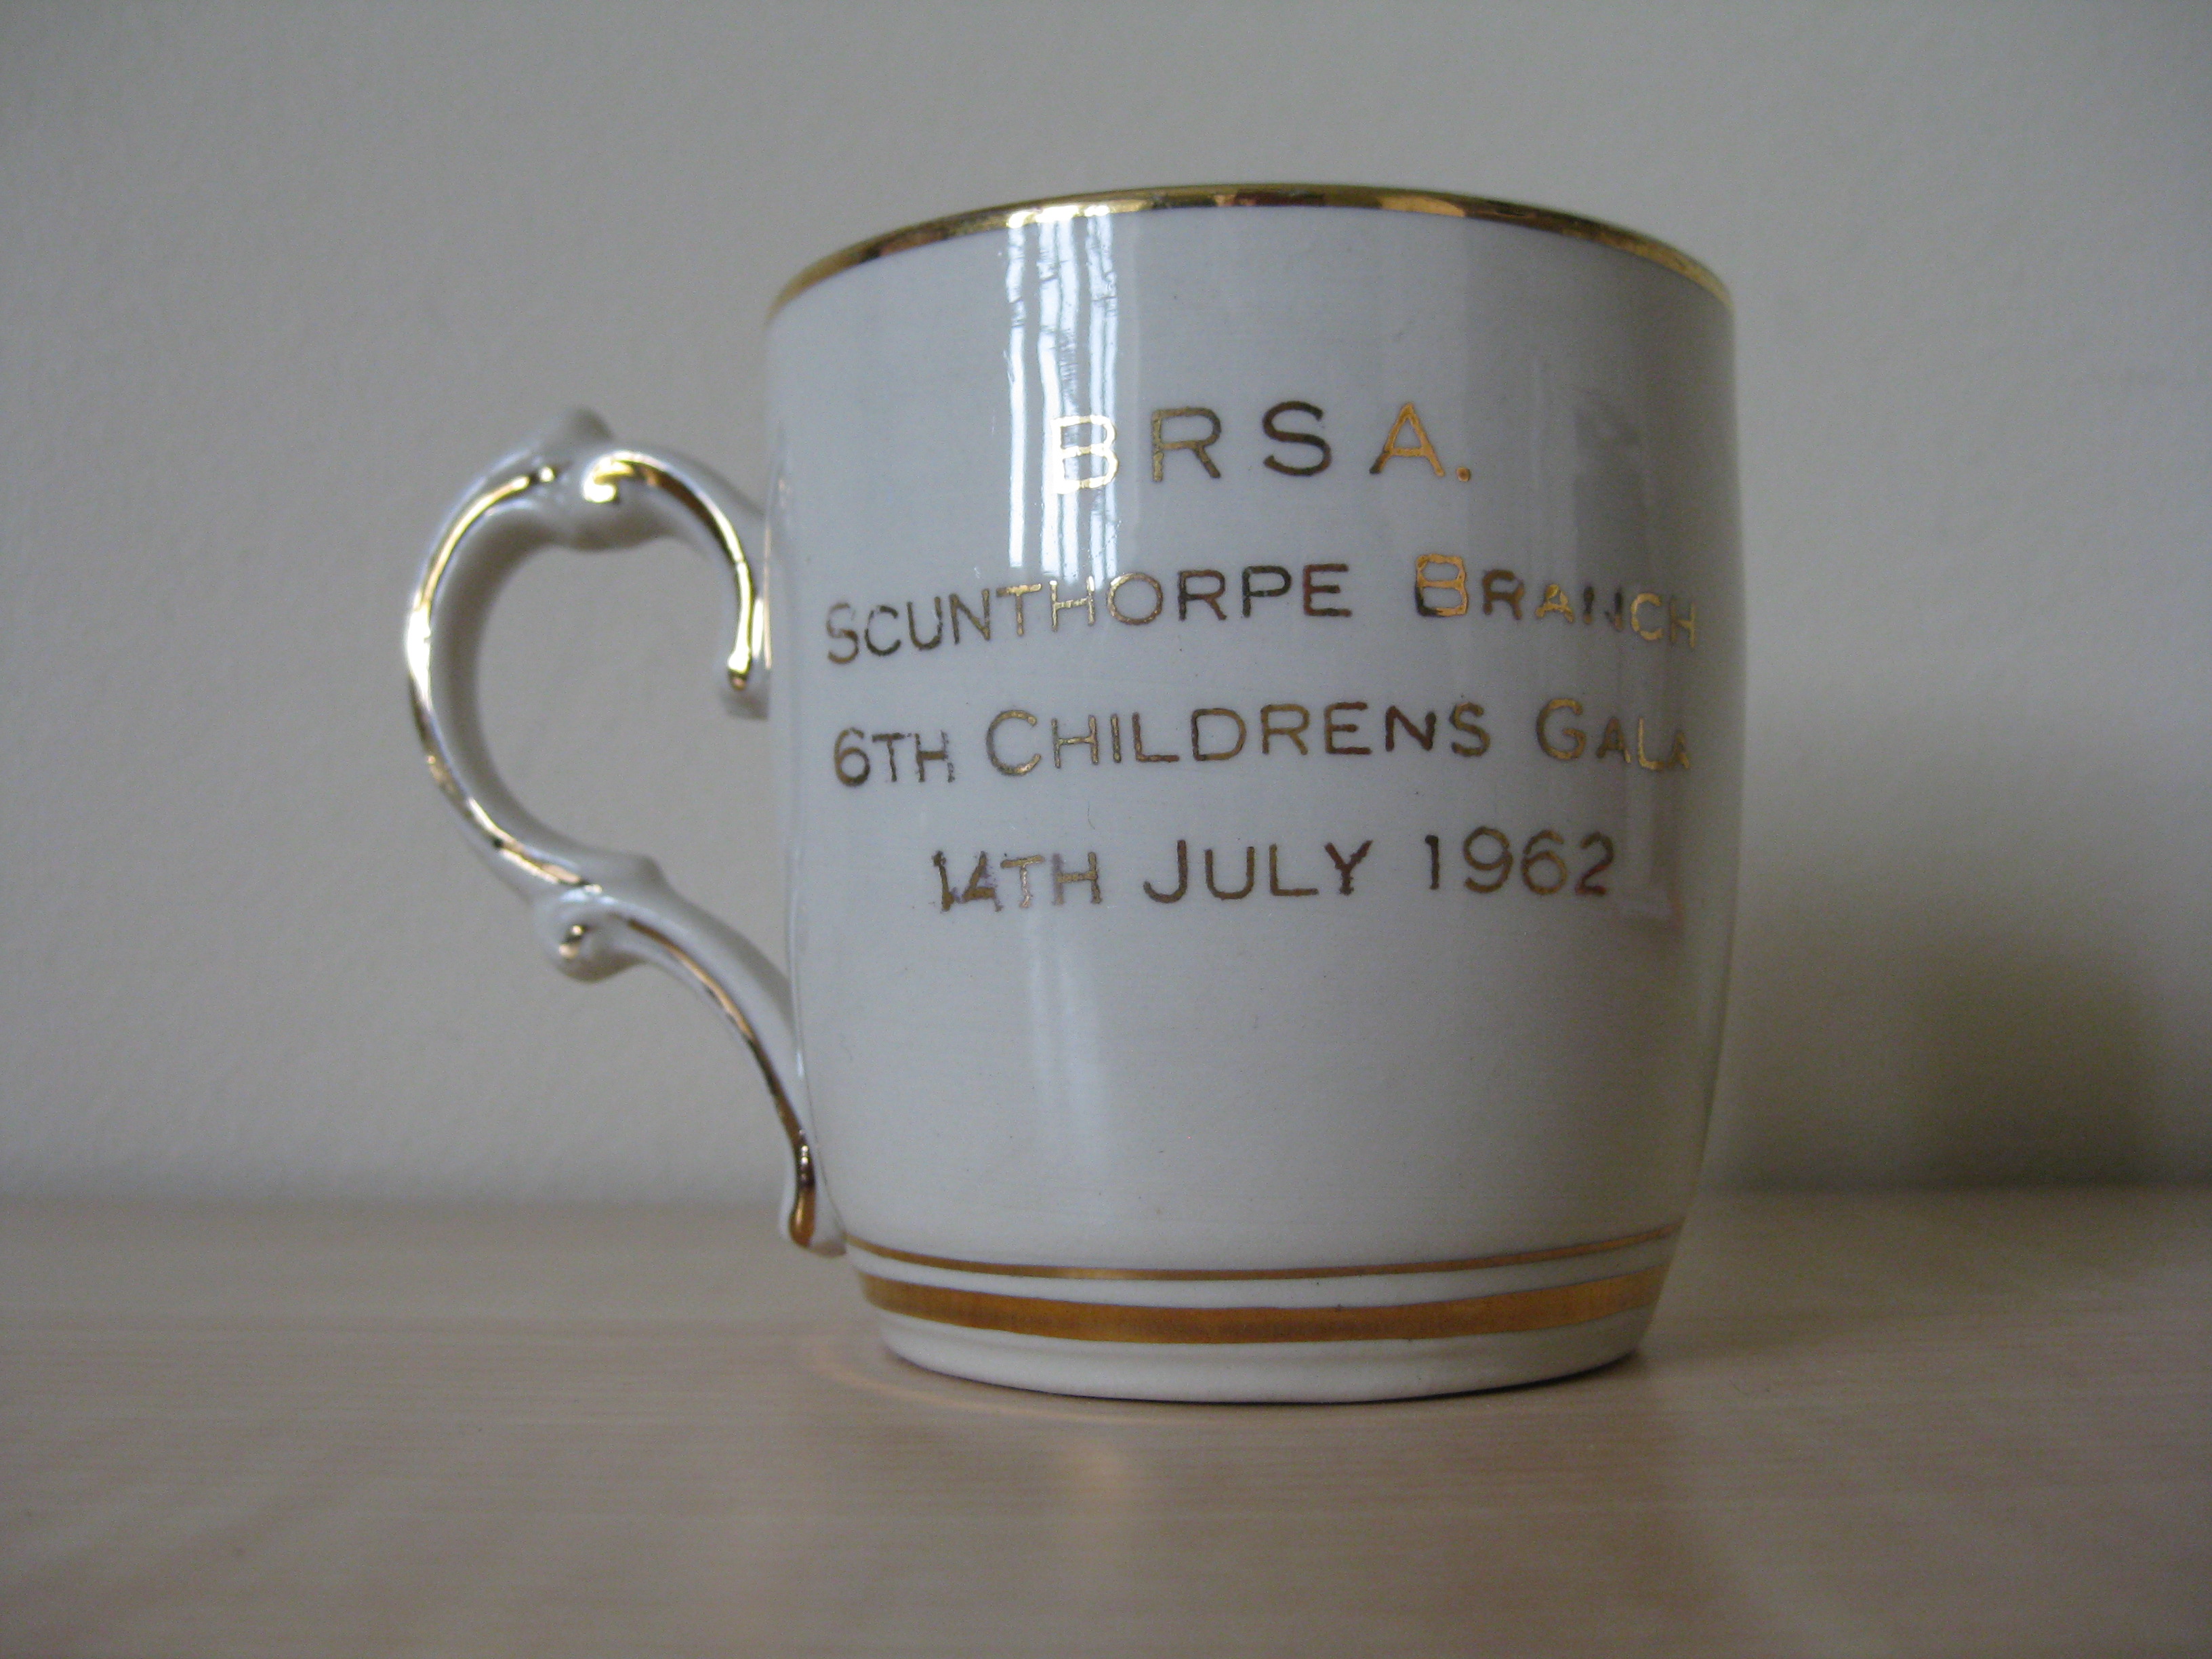 BRSA.
SCUNTHORPE BRANCH
6TH CHILDRENS GALA
14TH JULY 1962